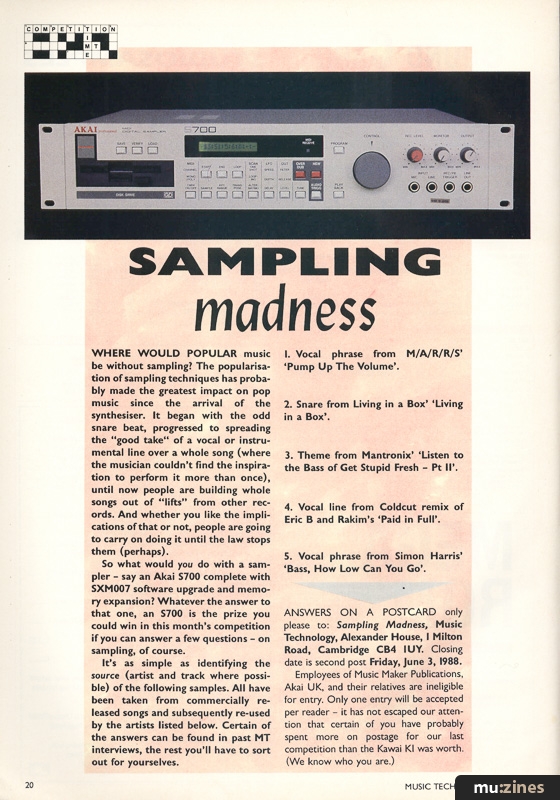 COMPETITION
TIME
AKAI
S700
SAMPLING
madness
WHERE WOULD POPULAR music
be without sampling? The popularisa-
tion of sampling techniques has proba-
bly made the greatest impact on pop
music since the arrival of the
synthesiser. It began with the odd
snare beat, progressed to spreading
the "good take" of a vocal or instru-
mental line over a whole song (where
the musician couldn't find the inspira-
tion to perform it more than once),
until now people are building whole
songs out of "lifts" from other rec-
ords. And whether you like the impli-
cations of that or not, people are going
to carry on doing it until the law stops
them (perhaps).
So what would you do with a sam-
pler – say an Akai S700 complete with
SXM007 software upgrade and memo-
ry expansion? Whatever the answer to
that one, an S700 is the prize you
could win in this month's competition
if you can answer a few questions – on
sampling, of course.
It's as simple as identifying the
source (artist and track where possi-
ble) of the following samples. All have
been taken from commercially re-
leased songs and subsequently re-used
by the artists listed below. Certain of
the answers can be found in past MT
interviews, the rest you'll have to sort
out for yourselves.
1. Vocal phrase from M/A/R/R/S'
'Pump Up The Volume'.
2. Snare from Living in a Box' 'Living
in a Box'.
3. Theme from Mantronix' 'Listen to
the Bass of Get Stupid Fresh – Pt II'.
4. Vocal line from Coldcut remix of
Eric B and Rakim's 'Paid in Full'.
5. Vocal phrase from Simon Harris'
'Bass, How Low Can You Go'.
ANSWERS ON A POSTCARD only
please to: Sampling Madness, Music
Technology, Alexander House, 1 Milton
Road, Cambridge CB4 1UY. Closing
date is second post Friday, June 3, 1988.
Employees of Music Maker Publications,
Akai UK, and their relatives are ineligible
for entry. Only one entry will be accepted
per reader – it has not escaped our atten-
tion that certain of you have probably
spent more on postage for our last
competition than the Kawai K1 was worth.
(We know who you are.)
20
MUSIC TECH
mu:zines